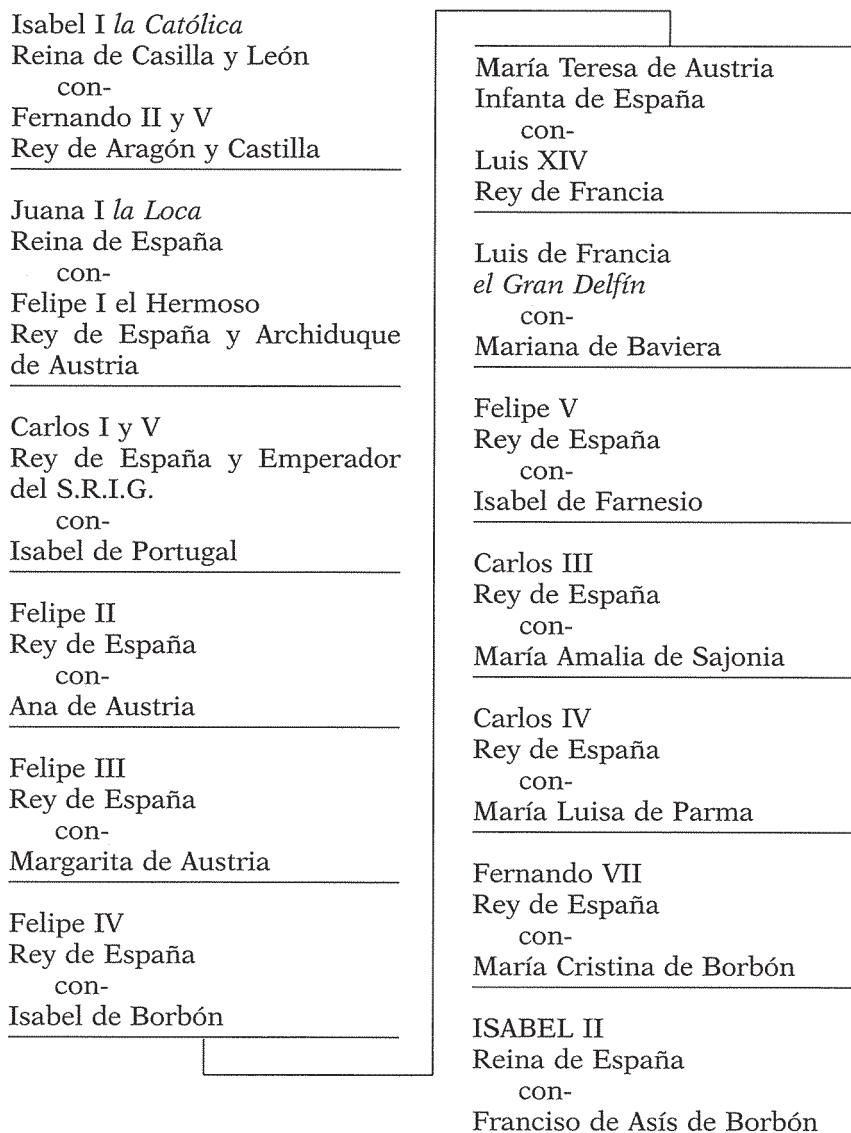 Isabel I la Católica
Reina de Casilla y León
con-
Fernando II y V
Rey de Aragón y Castilla
Juana I la Loca
Reina de España
con-
Felipe I el Hermoso
Rey de España y Archiduque
de Austria
Carlos I y V
Rey de España y Emperador
del S.R.I.G.
con-
Isabel de Portugal
Felipe II
Rey de España
con-
Ana de Austria
Felipe III
Rey de España
con-
Margarita de Austria
Felipe IV
Rey de España
con-
Isabel de Borbón
María Teresa de Austria
Infanta de España
con-
Luis XIV
Rey de Francia
Luis de Francia
el Gran Delfín
con-
Mariana de Baviera
Felipe V
Rey de España
con-
Isabel de Farnesio
Carlos III
Rey de España
con-
María Amalia de Sajonia
Carlos IV
Rey de España
con-
María Luisa de Parma
Fernando VII
Rey de España
con-
María Cristina de Borbón
ISABEL II
Reina de España
con-
Franciso de Asís de Borbón